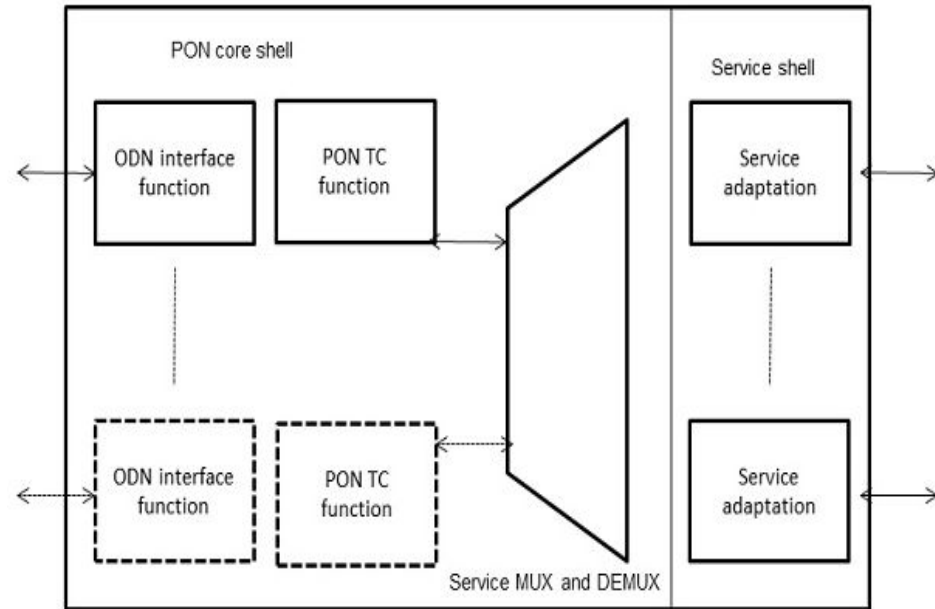 PON core shell
Service shell
ODN interface
function
PON TC
function
Service
adaptation
ODN interface
function
PON TC
function
Service
adaptation
Service MUX and DEMUX